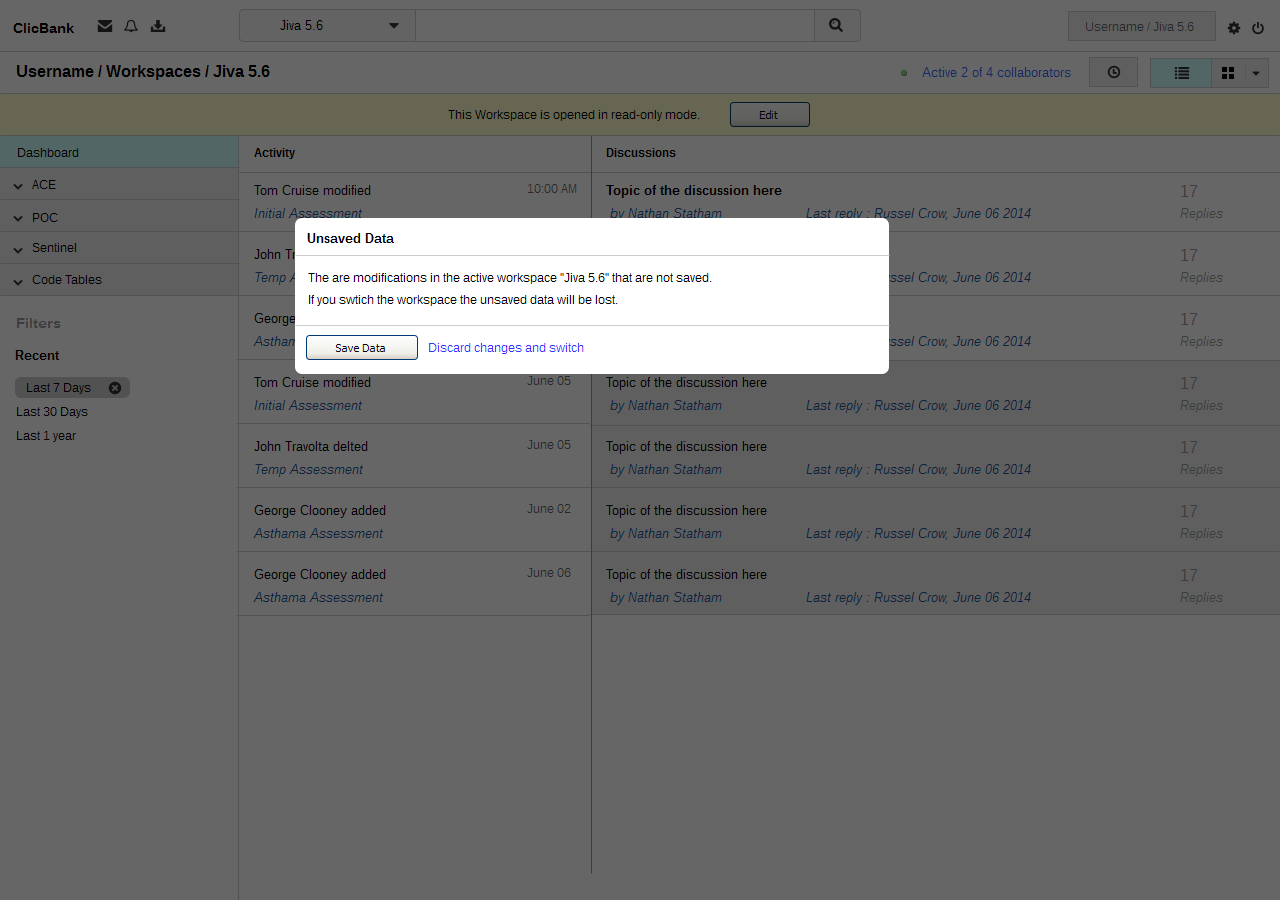 ClicBank
Jiva 5.6
Username / Jiva 5.6
Username / Workspaces / Jiva 5.6
Active 2 of 4 collaborators
This Workspace is opened in read-only mode.
Edit
Dashboard
ACE
POC
Sentinel
Code Tables
Filters
Recent
Last 7 Days
Last 30 Days
Last 1 year
Activity
Tom Cruise modified 10:00 AM
Initial Assessment
John
Temp
George
Tom Cruise modified June 05
Initial Assessment
John Travolta delted June 05
Temp Assessment
George Clooney added June 02
Asthama Assessment
George Clooney added June 06
Asthama Assessment
Discussions
Topic of the discussion here 17
by Nathan Statham Last reply : Russel Crow, June 06 2014 Replies
17
Russel Crow, June 06 2014 Replies
17
Russel Crow, June 06 2014 Replies
Topic of the discussion here 17
by Nathan Statham Last reply : Russel Crow, June 06 2014 Replies
Topic of the discussion here 17
by Nathan Statham Last reply : Russel Crow, June 06 2014 Replies
Topic of the discussion here 17
by Nathan Statham Last reply : Russel Crow, June 06 2014 Replies
Topic of the discussion here 17
by Nathan Statham Last reply : Russel Crow, June 06 2014 Replies
Unsaved Data
The are modifications in the active workspace "Jiva 5.6" that are not saved.
If you swtich the workspace the unsaved data will be lost.
Save Data
Discard changes and switch